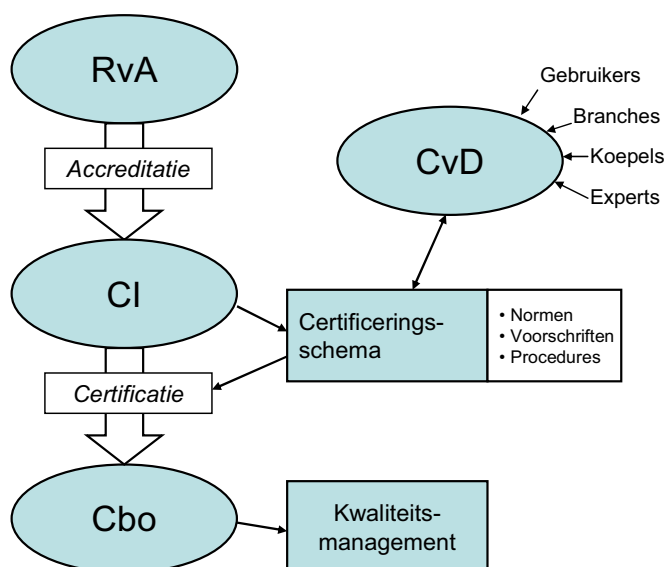 RvA
Accreditatie
CI
Certificatie
Cbo
Gebruikers
Branches
Koepels
Experts
CvD
Certificerings-
schema
• Normen
• Voorschriften
• Procedures
Kwaliteits-
management